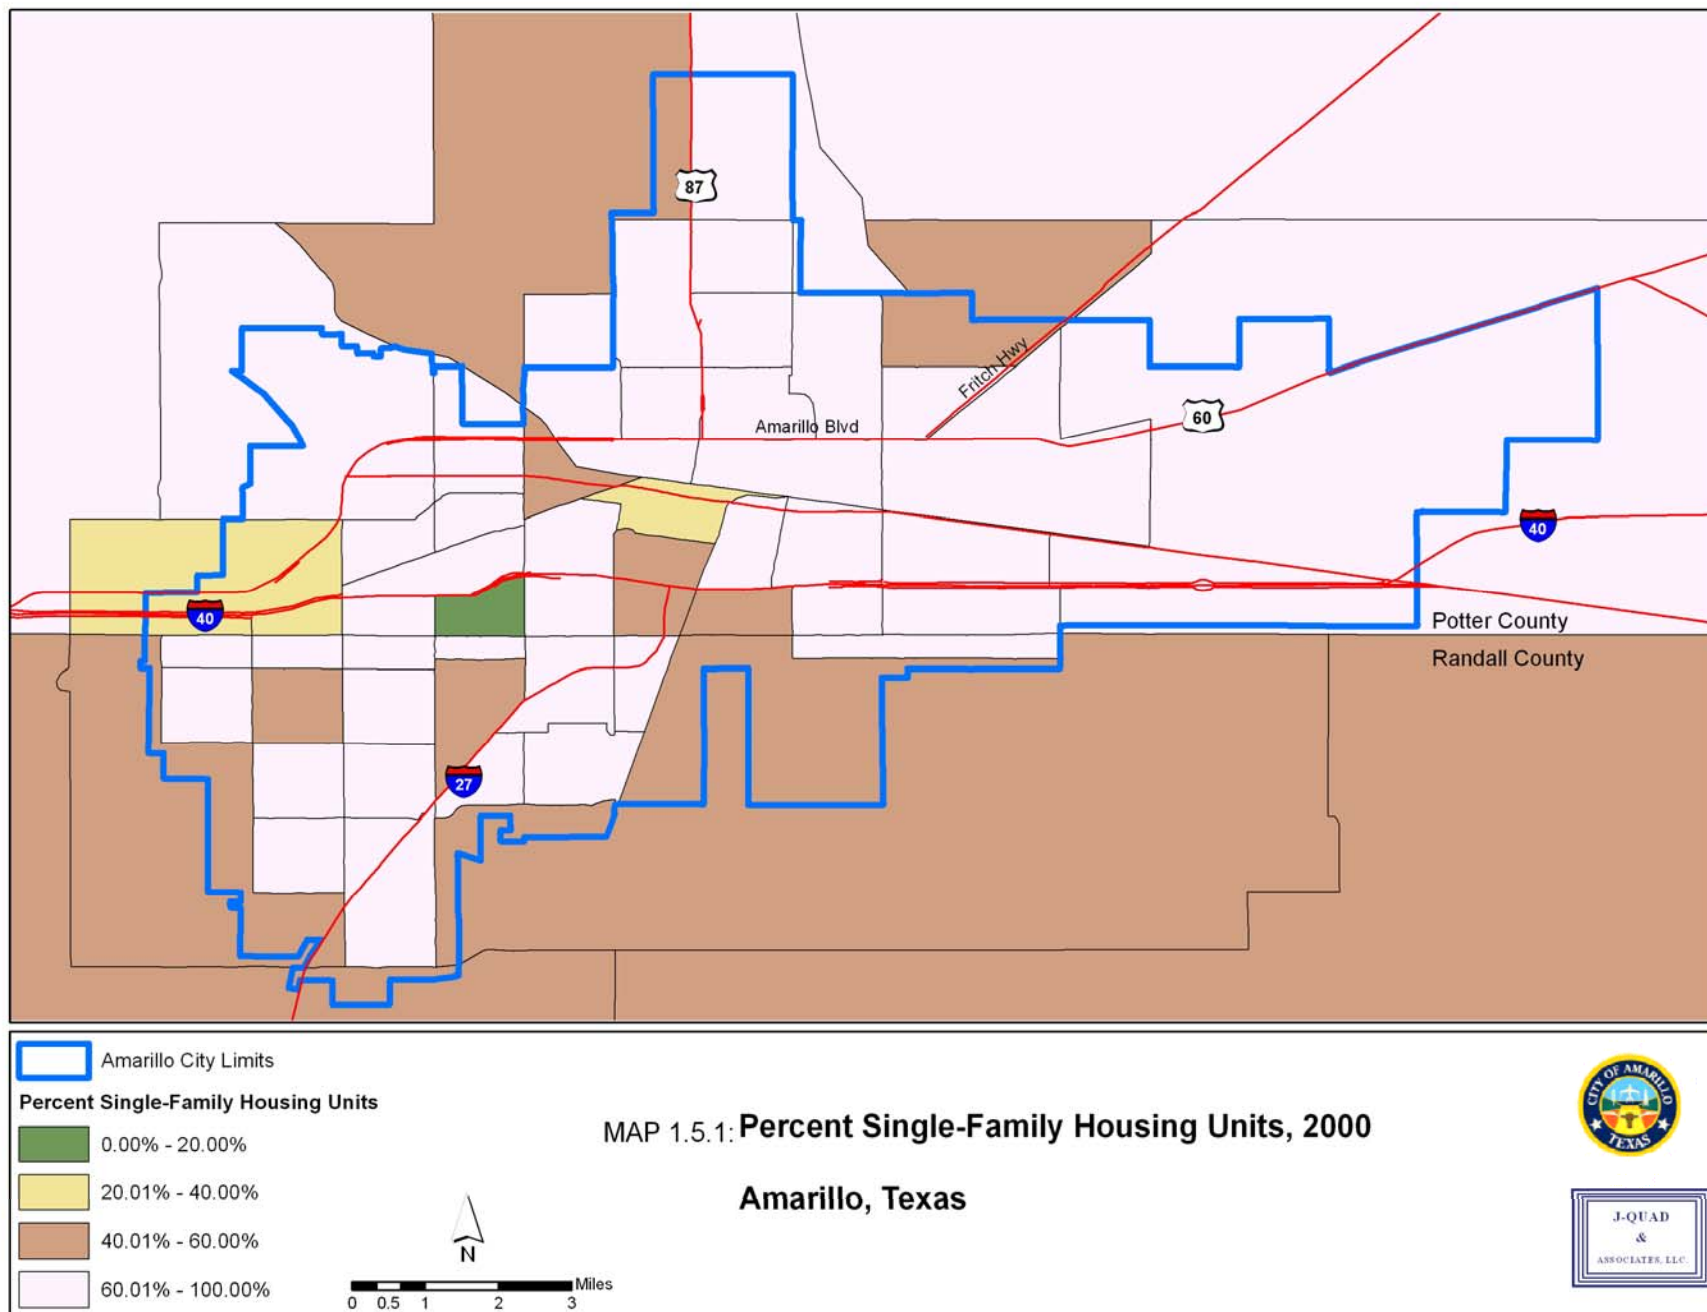 87
Fritch Hwy
60
Amarillo Blvd
40
40
Potter County
Randall County
27
Amarillo City Limits
Percent Single-Family Housing Units
0.00% - 20.00%
20.01% - 40.00%
40.01% - 60.00%
60.01% - 100.00%
N
Miles
0 0.5 1 2 3
MAP 1.5.1: Percent Single-Family Housing Units, 2000
Amarillo, Texas
CITY OF AMARILLO
TEXAS
J-QUAD
&
ASSOCIATES, LLC.